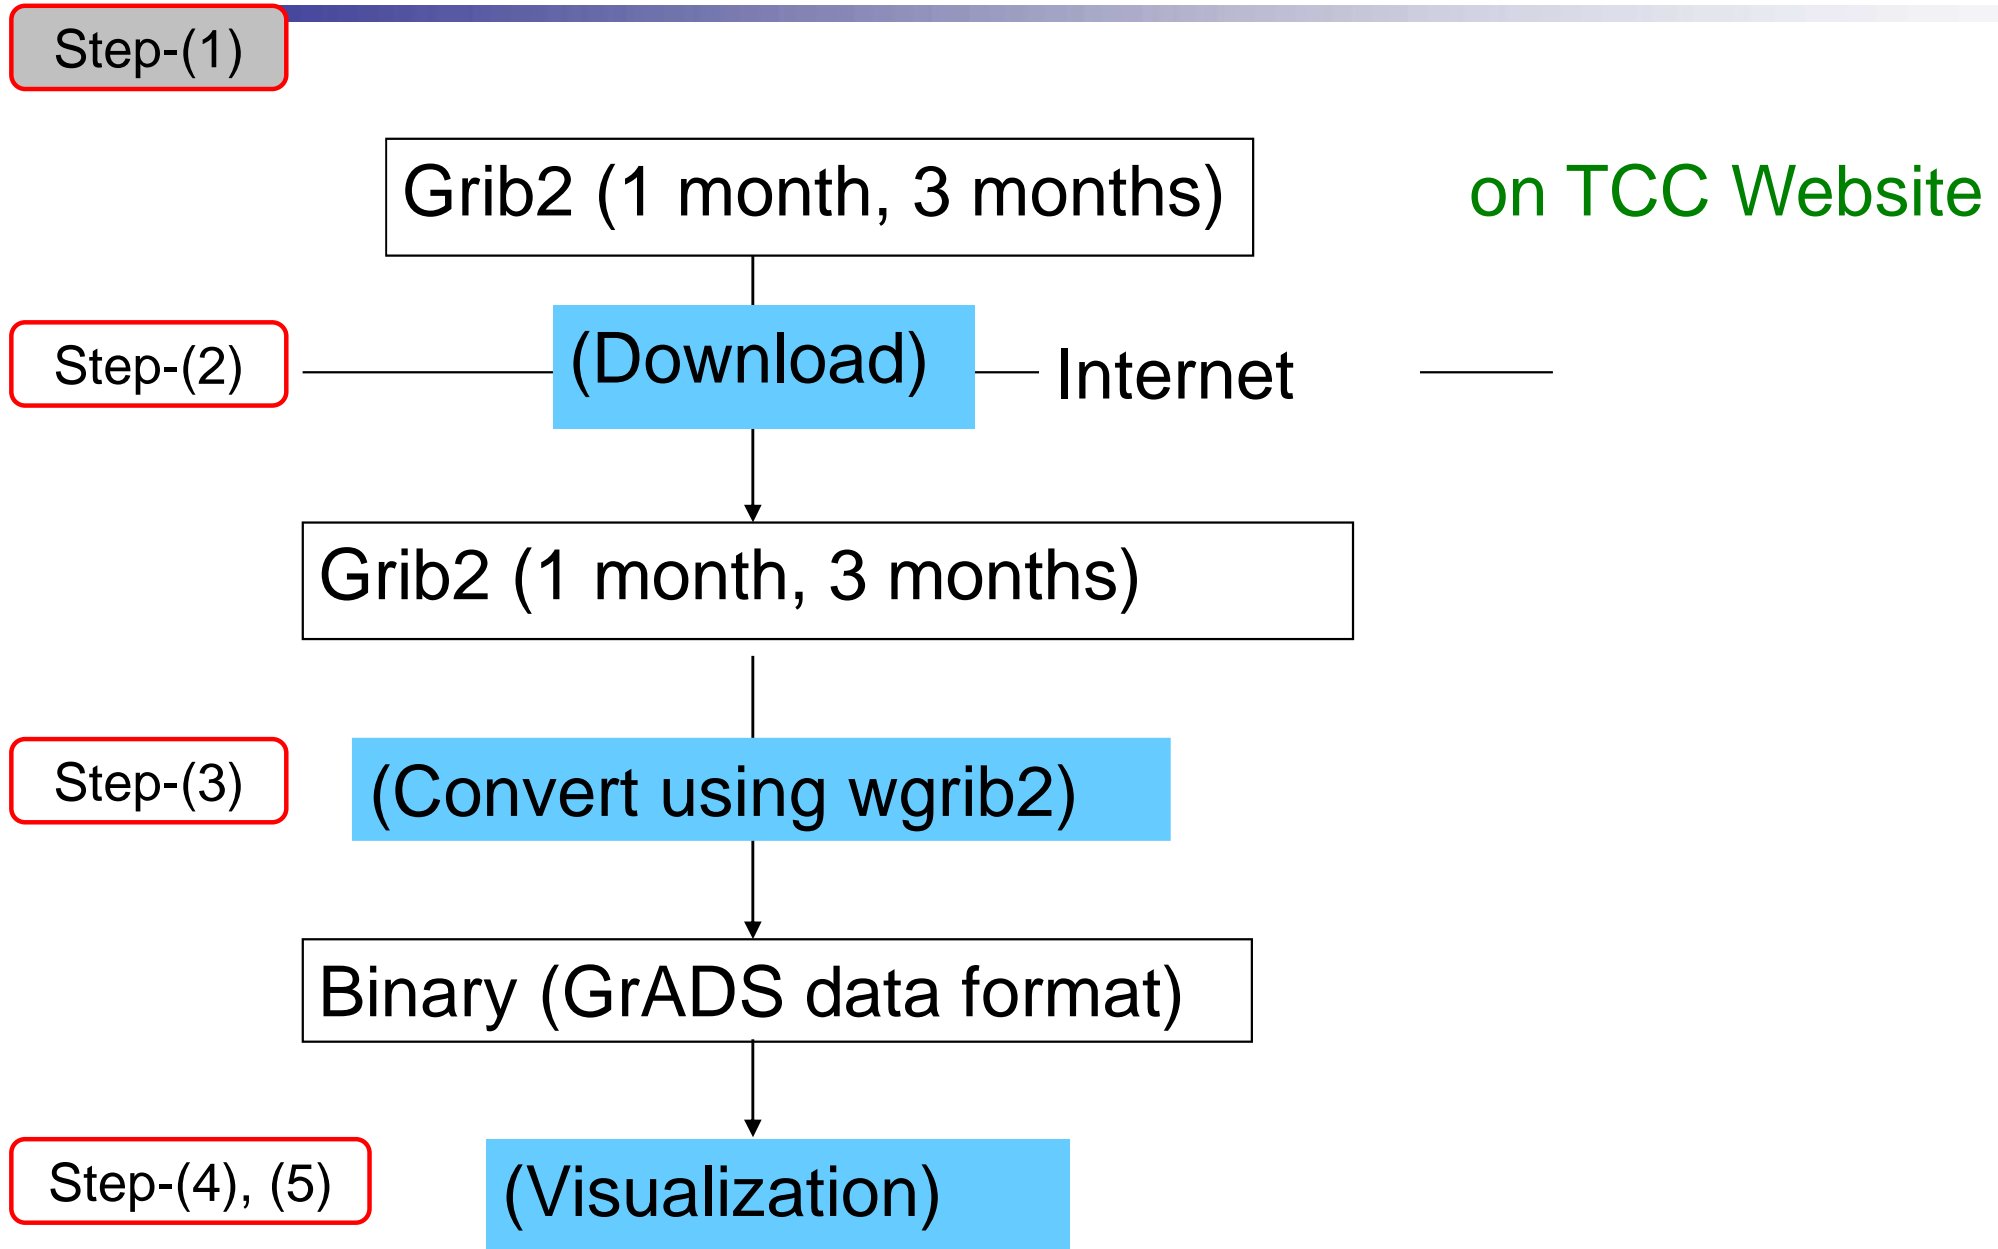 Step-(1)
Grib2 (1 month, 3 months)
on TCC Website
Step-(2)
(Download)
Internet
Grib2 (1 month, 3 months)
Step-(3)
(Convert using wgrib2)
Binary (GrADS data format)
Step-(4), (5)
(Visualization)